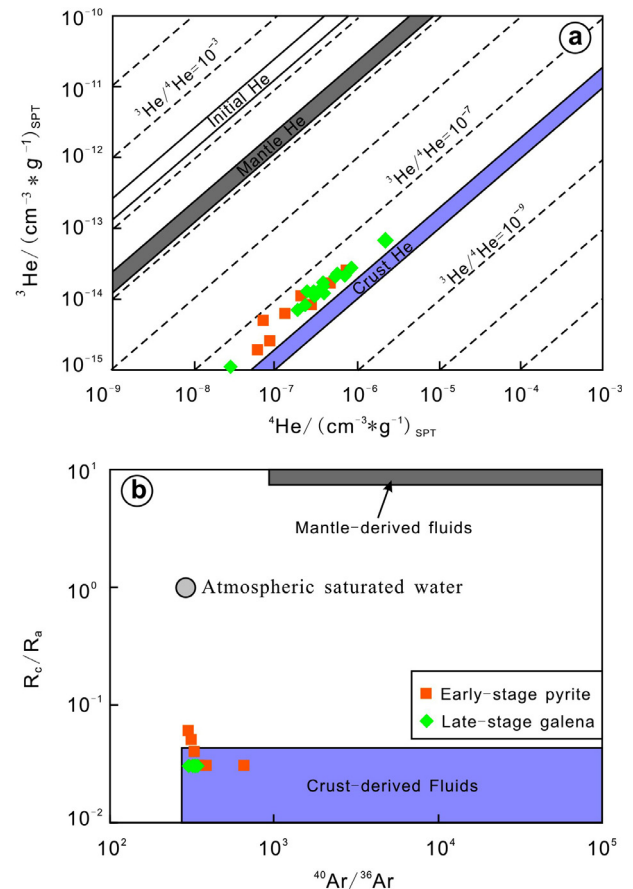 10⁻¹⁰
a
³He/⁴He=10⁻³
10⁻¹¹
Initial He
Mantle He
³He/⁴He=10⁻⁷
10⁻¹²
³He/(cm⁻³*g⁻¹)SPT
10⁻¹³
³He/⁴He=10⁻⁹
Crust He
10⁻¹⁴
10⁻¹⁵
10⁻⁹ 10⁻⁸ 10⁻⁷ 10⁻⁶ 10⁻⁵ 10⁻⁴ 10⁻³
⁴He/(cm⁻³*g⁻¹)SPT
10¹
b
Mantle-derived fluids
10⁰
Atmospheric saturated water
Rc/Ra
Early-stage pyrite
10⁻¹
Late-stage galena
Crust-derived Fluids
10⁻²
10² 10³ 10⁴ 10⁵
⁴⁰Ar/³⁶Ar